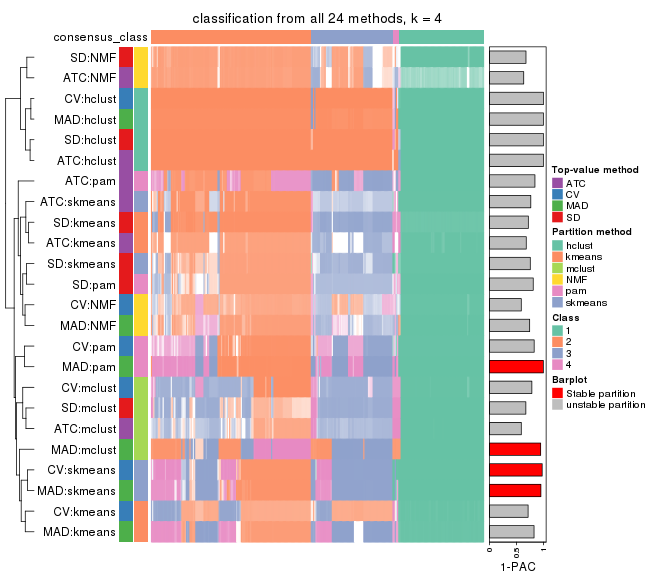 classification from all 24 methods, k = 4
consensus_class
SD:NMF
ATC:NMF
CV:hclust
MAD:hclust
SD:hclust
ATC:hclust
ATC:pam
ATC:skmeans
SD:kmeans
ATC:kmeans
SD:skmeans
SD:pam
CV:NMF
MAD:NMF
CV:pam
MAD:pam
CV:mclust
SD:mclust
ATC:mclust
MAD:mclust
CV:skmeans
MAD:skmeans
CV:kmeans
MAD:kmeans
0
0.5
1
1-PAC
Top-value method
ATC
CV
MAD
SD
Partition method
hclust
kmeans
mclust
NMF
pam
skmeans
Class
1
2
3
4
Barplot
Stable partition
unstable partition